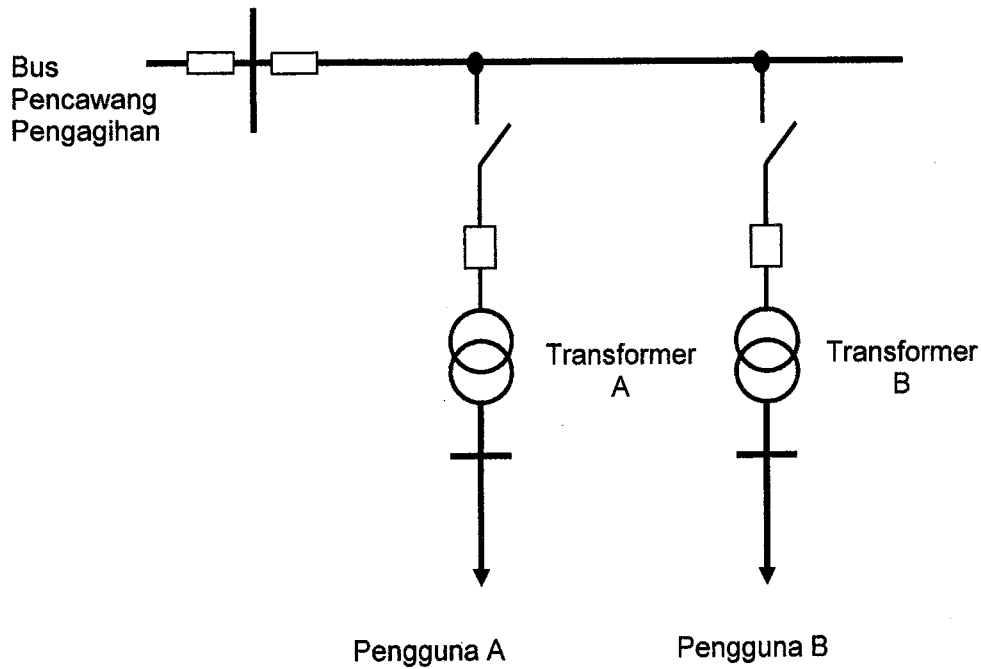 Bus
Pencawang
Pengagihan
Transformer
A
Transformer
B
Pengguna A
Pengguna B